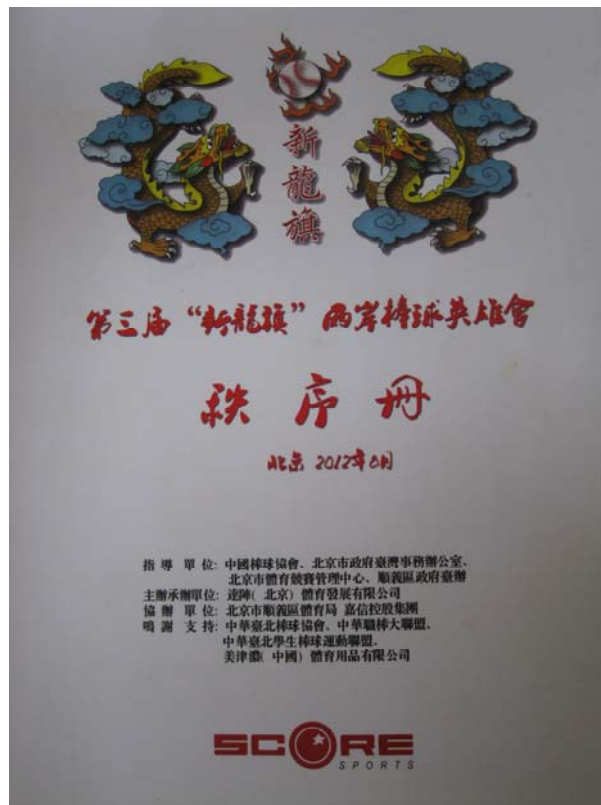 新龍旗
第三届“新龍旗”兩岸棒球英雄會
秩序冊
北京 2012年8月
指導單位:中國棒球協會、北京市政府臺灣事務辦公室、
北京市體育競賽管理中心、順義區政府臺辦
主辦承辦單位:達陣(北京)體育發展有限公司
協辦單位:北京市順義區體育局 嘉信控股集團
鳴謝支持:中華臺北棒球協會、中華職棒大聯盟、
中華臺北學生棒球運動聯盟、
美津濃(中國)體育用品有限公司
SCORE
SPORTS